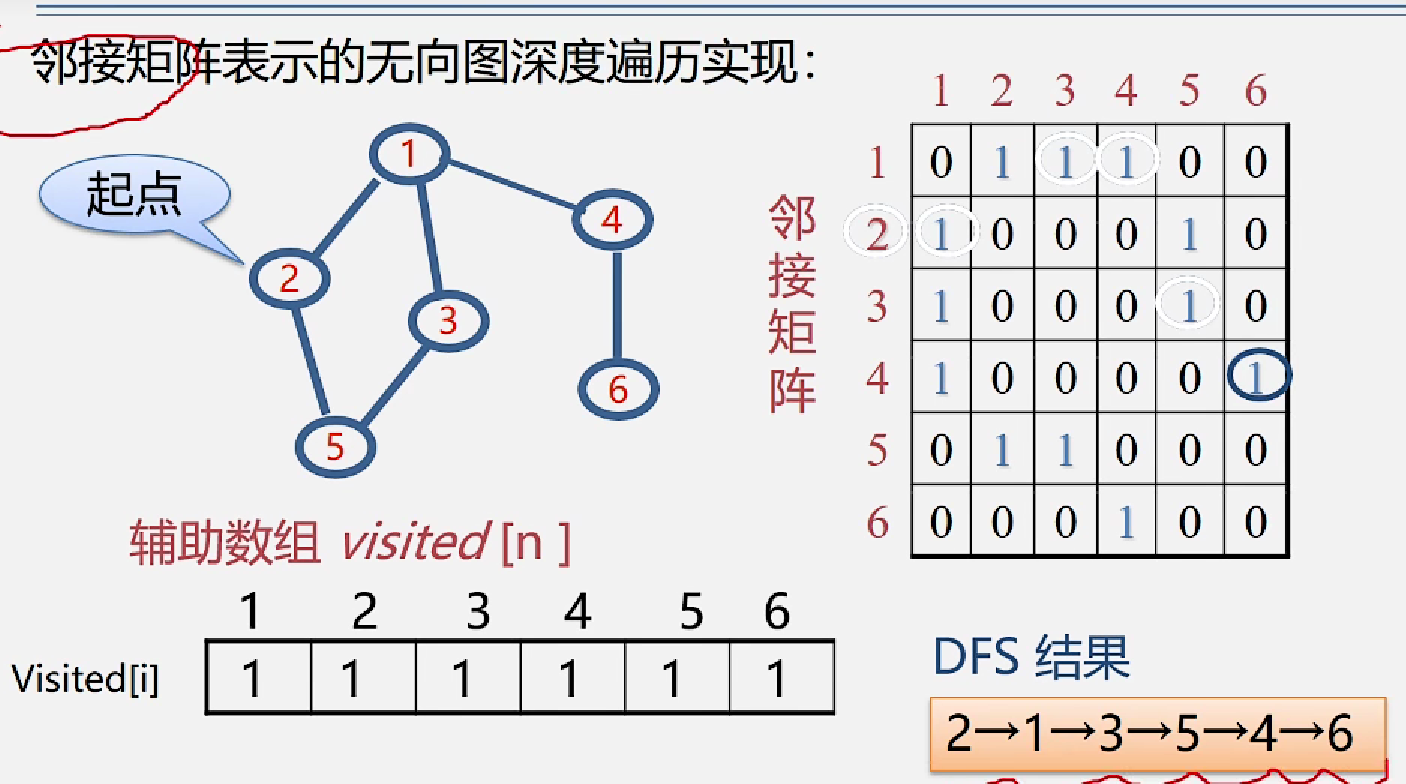 邻接矩阵表示的无向图深度遍历实现：
起点
1
4
2
3
6
5
邻接矩阵
1 2 3 4 5 6
1 0 1 1 1 0 0
2 1 0 0 0 1 0
3 1 0 0 0 1 0
4 1 0 0 0 0 1
5 0 1 1 0 0 0
6 0 0 0 1 0 0
辅助数组 visited [n ]
1 2 3 4 5 6
Visited[i] 1 1 1 1 1 1
DFS 结果
2→1→3→5→4→6